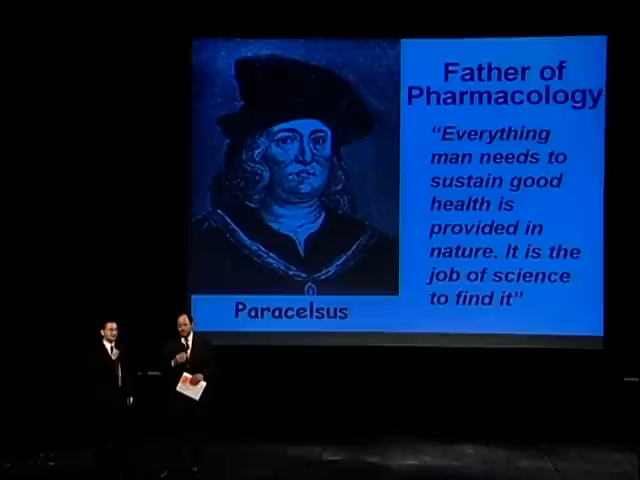 Father of
Pharmacology
“Everything
man needs to
sustain good
health is
provided in
nature. It is the
job of science
to find it”
Paracelsus